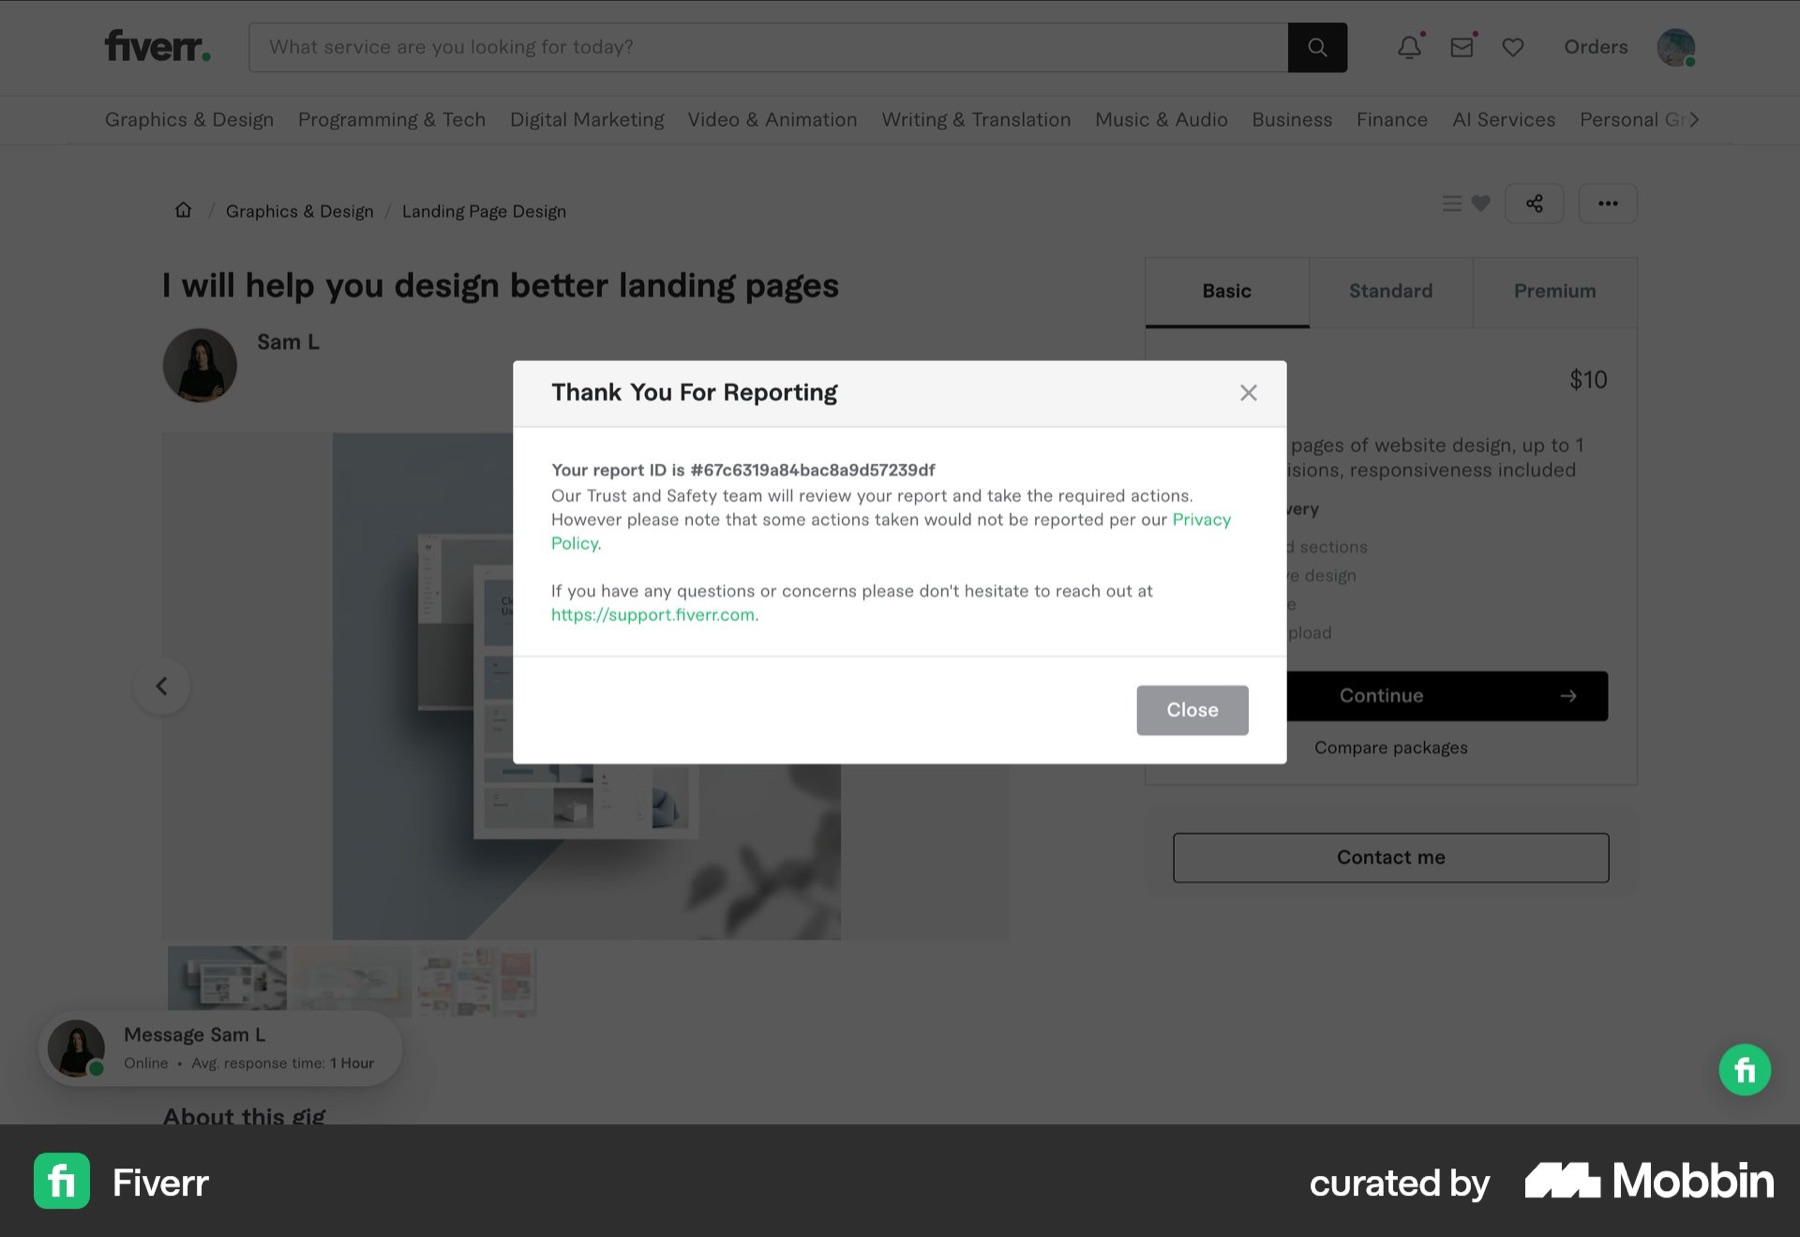 fiverr.
What service are you looking for today?
Orders
Graphics & Design
Programming & Tech
Digital Marketing
Video & Animation
Writing & Translation
Music & Audio
Business
Finance
AI Services
Personal Gr
/ Graphics & Design / Landing Page Design
I will help you design better landing pages
Sam L
Basic
Standard
Premium
$10
pages of website design, up to 1
isions, responsiveness included
very
d sections
e design
e
pload
Continue
Compare packages
Contact me
Thank You For Reporting
Your report ID is #67c6319a84bac8a9d57239df
Our Trust and Safety team will review your report and take the required actions.
However please note that some actions taken would not be reported per our Privacy
Policy.
If you have any questions or concerns please don't hesitate to reach out at
https://support.fiverr.com.
Close
Message Sam L
Online • Avg. response time: 1 Hour
About this gig
fi
fi
Fiverr
curated by
Mobbin